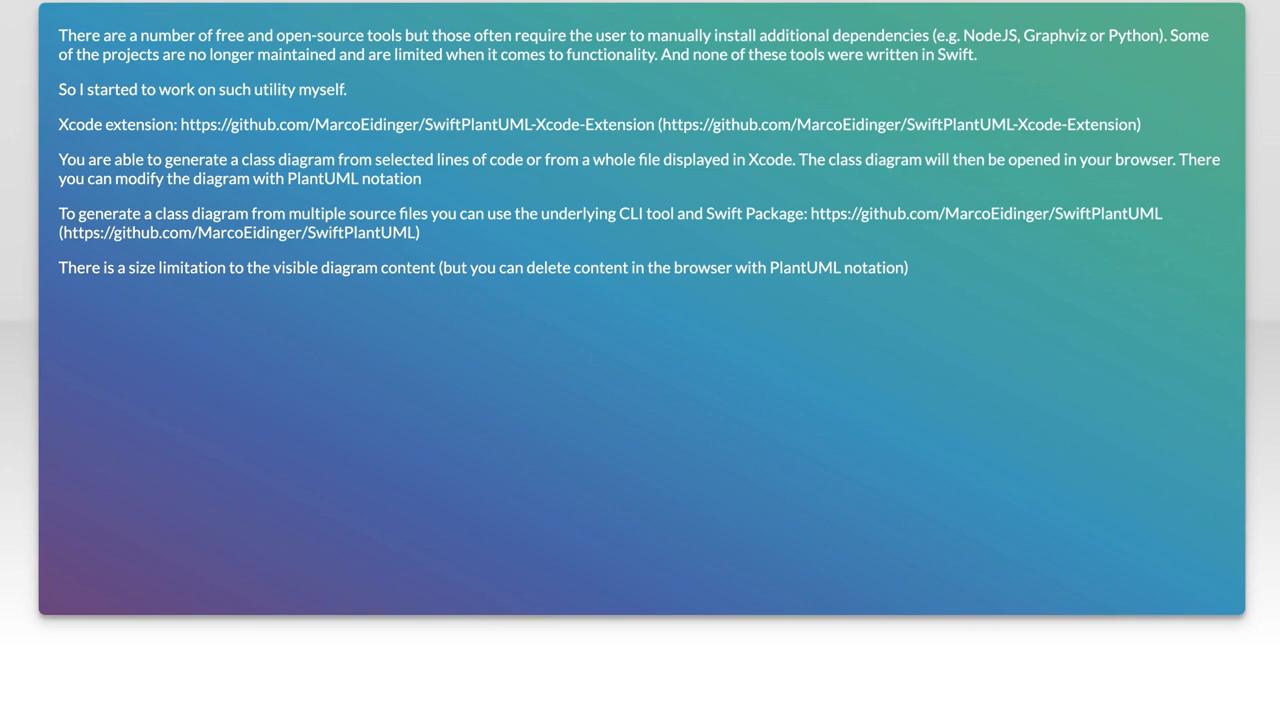 There are a number of free and open-source tools but those often require the user to manually install additional dependencies (e.g. NodeJS, Graphviz or Python). Some
of the projects are no longer maintained and are limited when it comes to functionality. And none of these tools were written in Swift.
So I started to work on such utility myself.
Xcode extension: https://github.com/MarcoEidinger/SwiftPlantUML-Xcode-Extension (https://github.com/MarcoEidinger/SwiftPlantUML-Xcode-Extension)
You are able to generate a class diagram from selected lines of code or from a whole file displayed in Xcode. The class diagram will then be opened in your browser. There
you can modify the diagram with PlantUML notation
To generate a class diagram from multiple source files you can use the underlying CLI tool and Swift Package: https://github.com/MarcoEidinger/SwiftPlantUML
(https://github.com/MarcoEidinger/SwiftPlantUML)
There is a size limitation to the visible diagram content (but you can delete content in the browser with PlantUML notation)